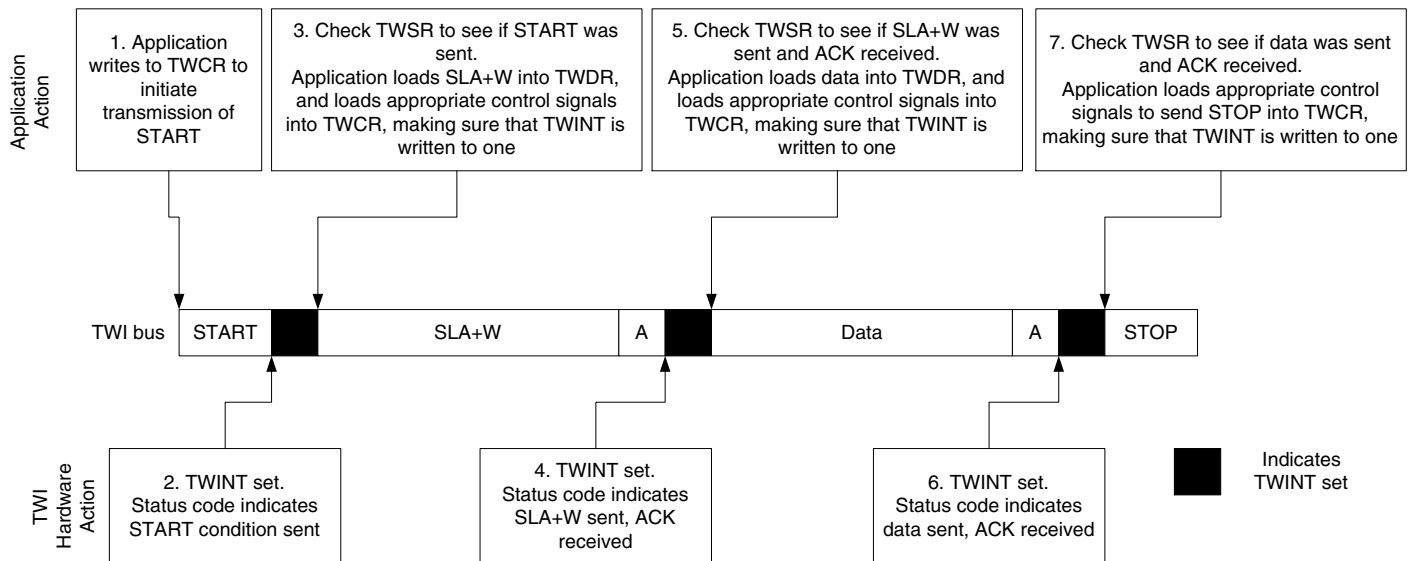 Application
Action
1. Application
writes to TWCR to
initiate
transmission of
START
3. Check TWSR to see if START was
sent.
Application loads SLA+W into TWDR,
and loads appropriate control signals
into TWCR, making sure that TWINT is
written to one
5. Check TWSR to see if SLA+W was
sent and ACK received.
Application loads data into TWDR, and
loads appropriate control signals into
TWCR, making sure that TWINT is
written to one
7. Check TWSR to see if data was sent
and ACK received.
Application loads appropriate control
signals to send STOP into TWCR,
making sure that TWINT is written to one
TWI bus
START
SLA+W
A
Data
A
STOP
TWI
Hardware
Action
2. TWINT set.
Status code indicates
START condition sent
4. TWINT set.
Status code indicates
SLA+W sent, ACK
received
6. TWINT set.
Status code indicates
data sent, ACK received
Indicates
TWINT set